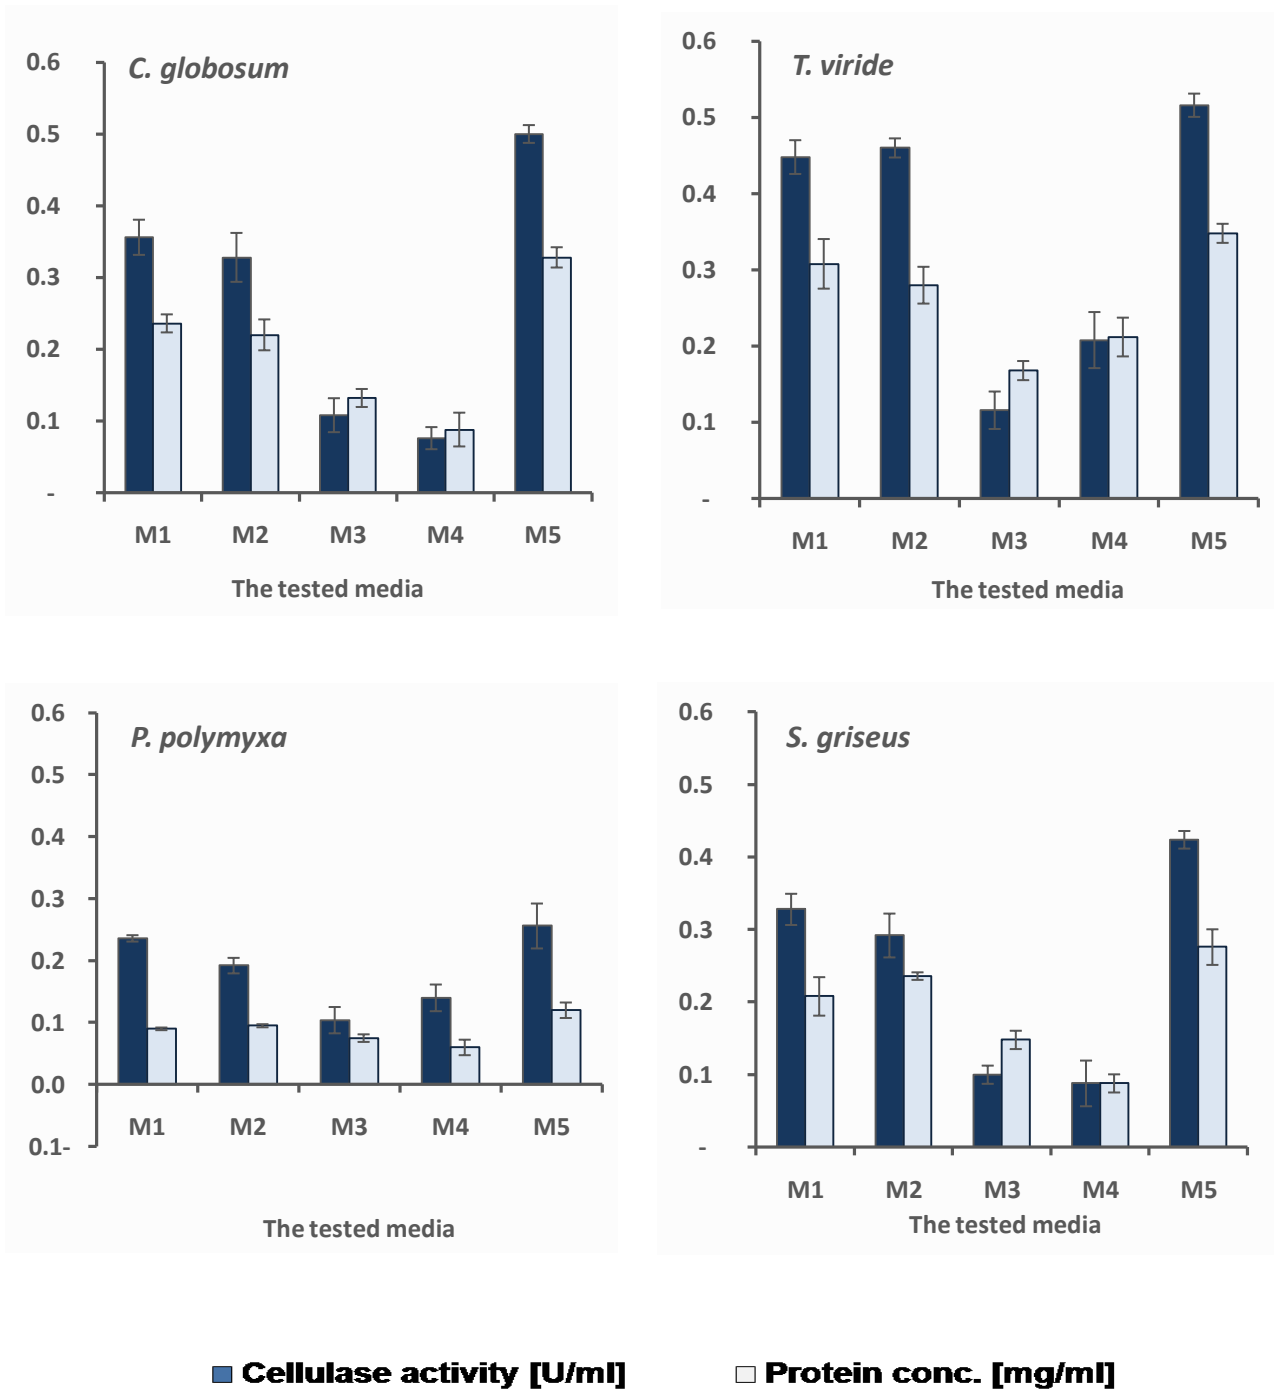 C. globosum
0.6
0.5
0.4
0.3
0.2
0.1
-
M1 M2 M3 M4 M5
The tested media
T. viride
0.6
0.5
0.4
0.3
0.2
0.1
-
M1 M2 M3 M4 M5
The tested media
P. polymyxa
0.6
0.5
0.4
0.3
0.2
0.1
0.0
0.1-
M1 M2 M3 M4 M5
The tested media
S. griseus
0.6
0.5
0.4
0.3
0.2
0.1
-
M1 M2 M3 M4 M5
The tested media
Cellulase activity [U/ml] Protein conc. [mg/ml]